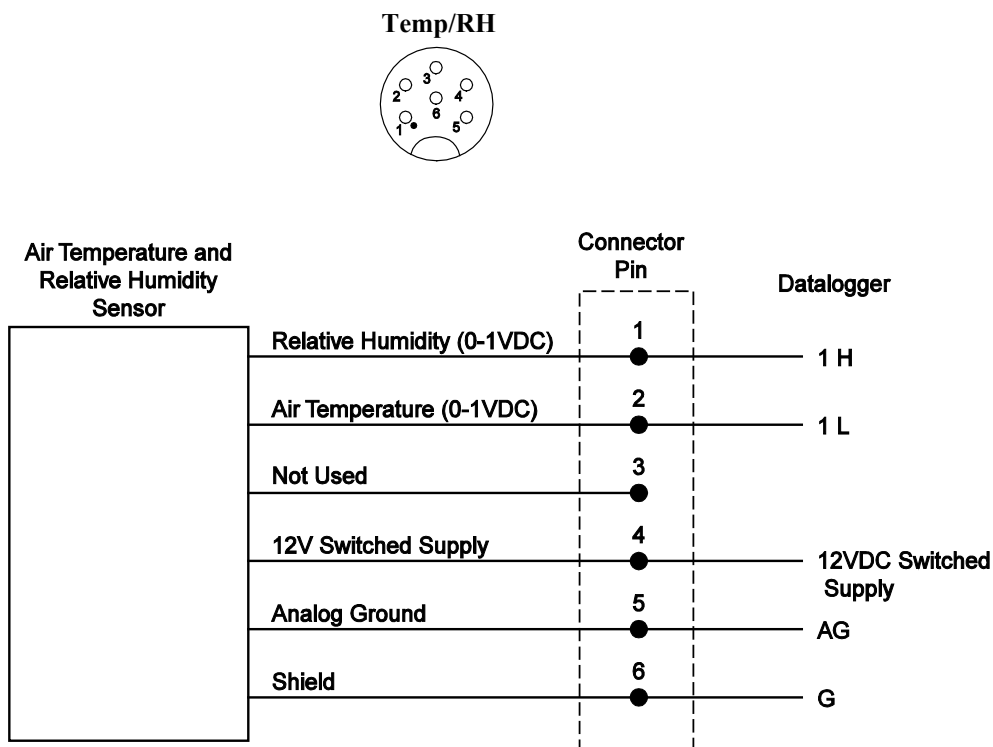 Temp/RH
3
2
4
6
1
5
Air Temperature and
Relative Humidity
Sensor
Connector
Pin
Datalogger
Relative Humidity (0-1VDC)
1
1 H
Air Temperature (0-1VDC)
2
1 L
Not Used
3
12V Switched Supply
4
12VDC Switched
Supply
Analog Ground
5
AG
Shield
6
G